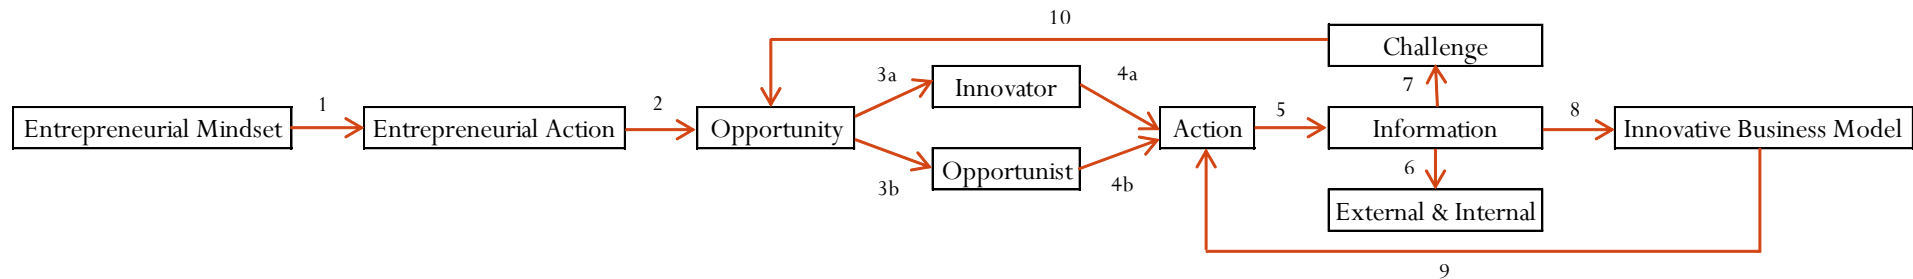 10
Challenge
3a
4a
Innovator
7
1
2
5
8
Entrepreneurial Mindset
Entrepreneurial Action
Opportunity
Action
Information
Innovative Business Model
Opportunist
6
3b
4b
External & Internal
9